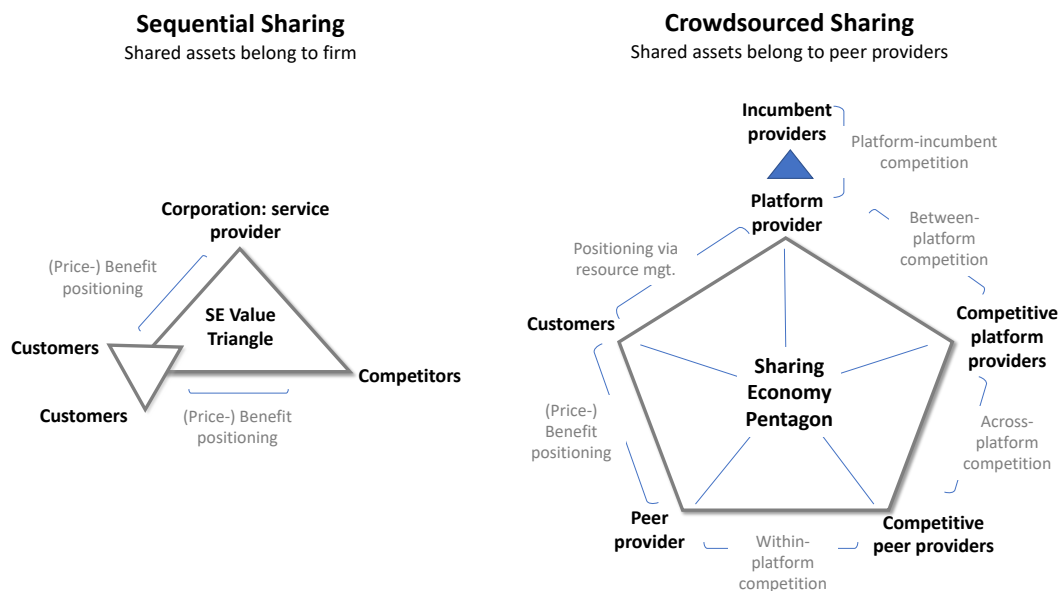 Sequential Sharing
Shared assets belong to firm
Corporation: service
provider
(Price-) Benefit
positioning
SE Value
Triangle
Customers
Competitors
Customers
(Price-) Benefit
positioning
Crowdsourced Sharing
Shared assets belong to peer providers
Incumbent
providers
Platform-incumbent
competition
Platform
provider
Between-
platform
competition
Positioning via
resource mgt.
Customers
Competitive
platform
providers
Sharing
Economy
Pentagon
(Price-)
Benefit
positioning
Across-
platform
competition
Peer
provider
Within-
platform
competition
Competitive
peer providers